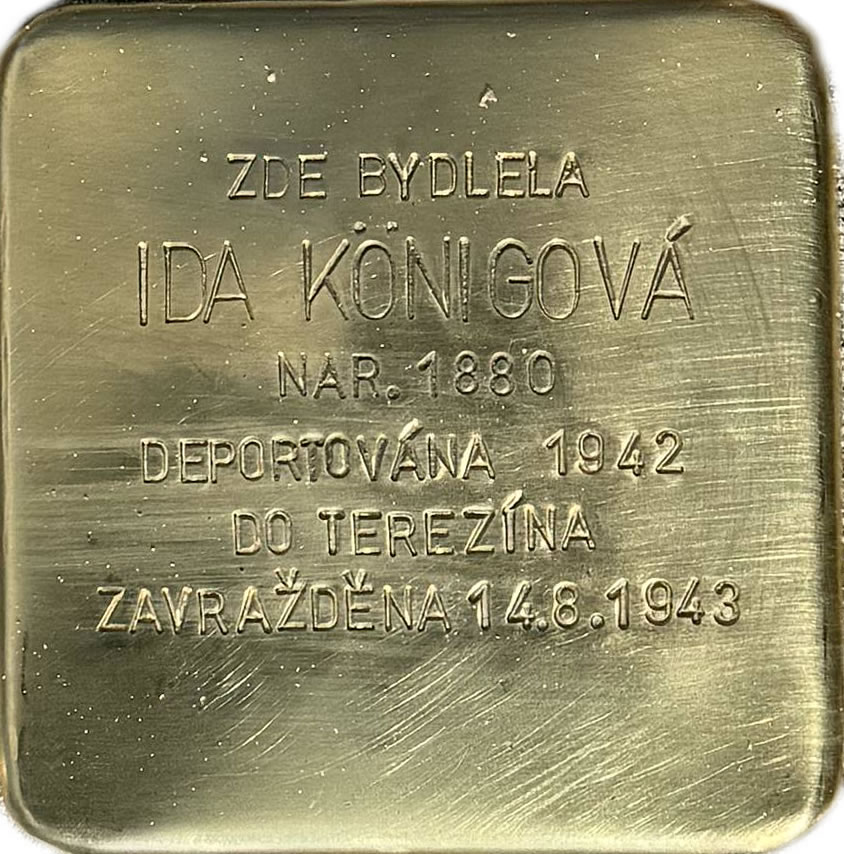 ZDE BYDLELA
IDA KÖNIGOVÁ
NAR. 1880
DEPORTOVÁNA 1942
DO TEREZÍNA
ZAVRAŽDĚNA 14.8.1943